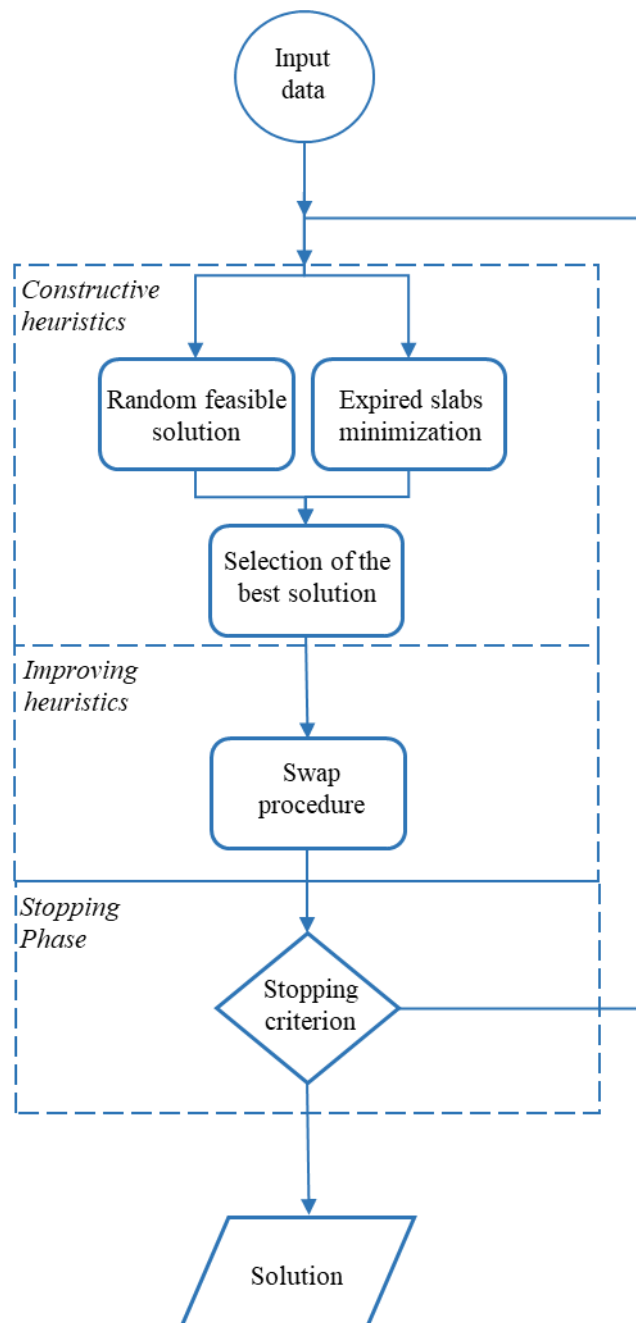 Input
data
Constructive
heuristics
Random feasible
solution
Expired slabs
minimization
Selection of the
best solution
Improving
heuristics
Swap
procedure
Stopping
Phase
Stopping
criterion
Solution